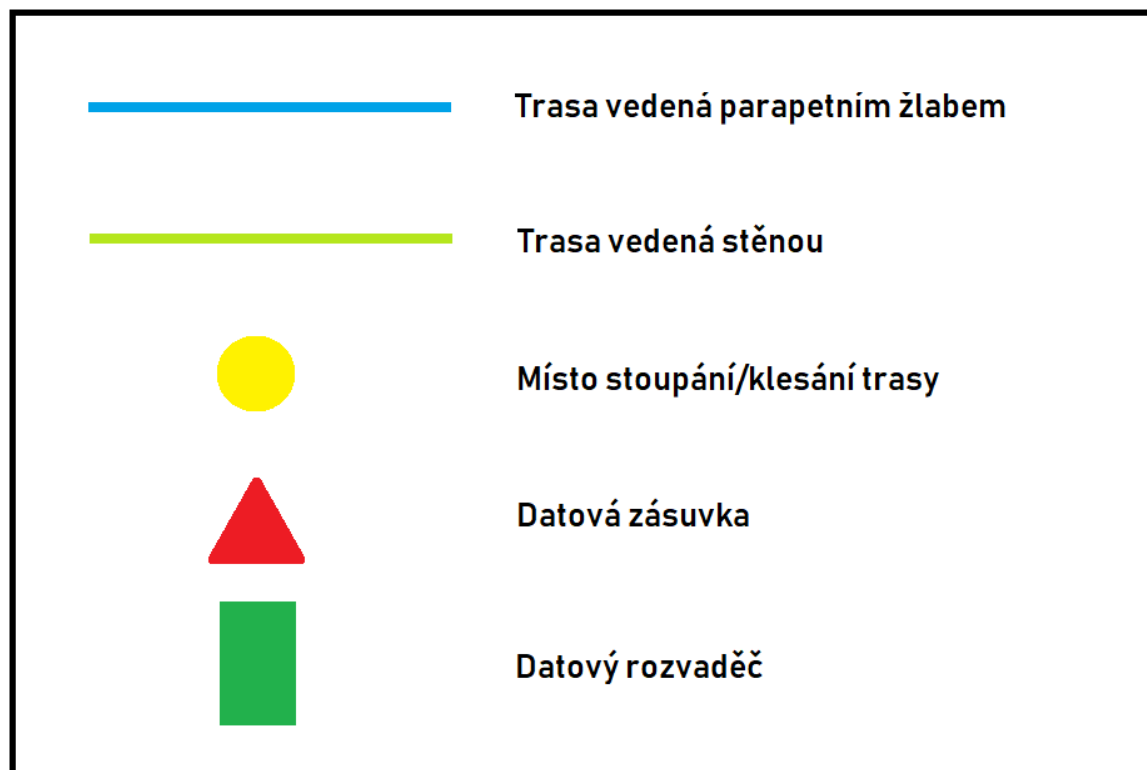 Trasa vedená parapetním žlabem
Trasa vedená stěnou
Místo stoupání/klesání trasy
Datová zásuvka
Datový rozvaděč